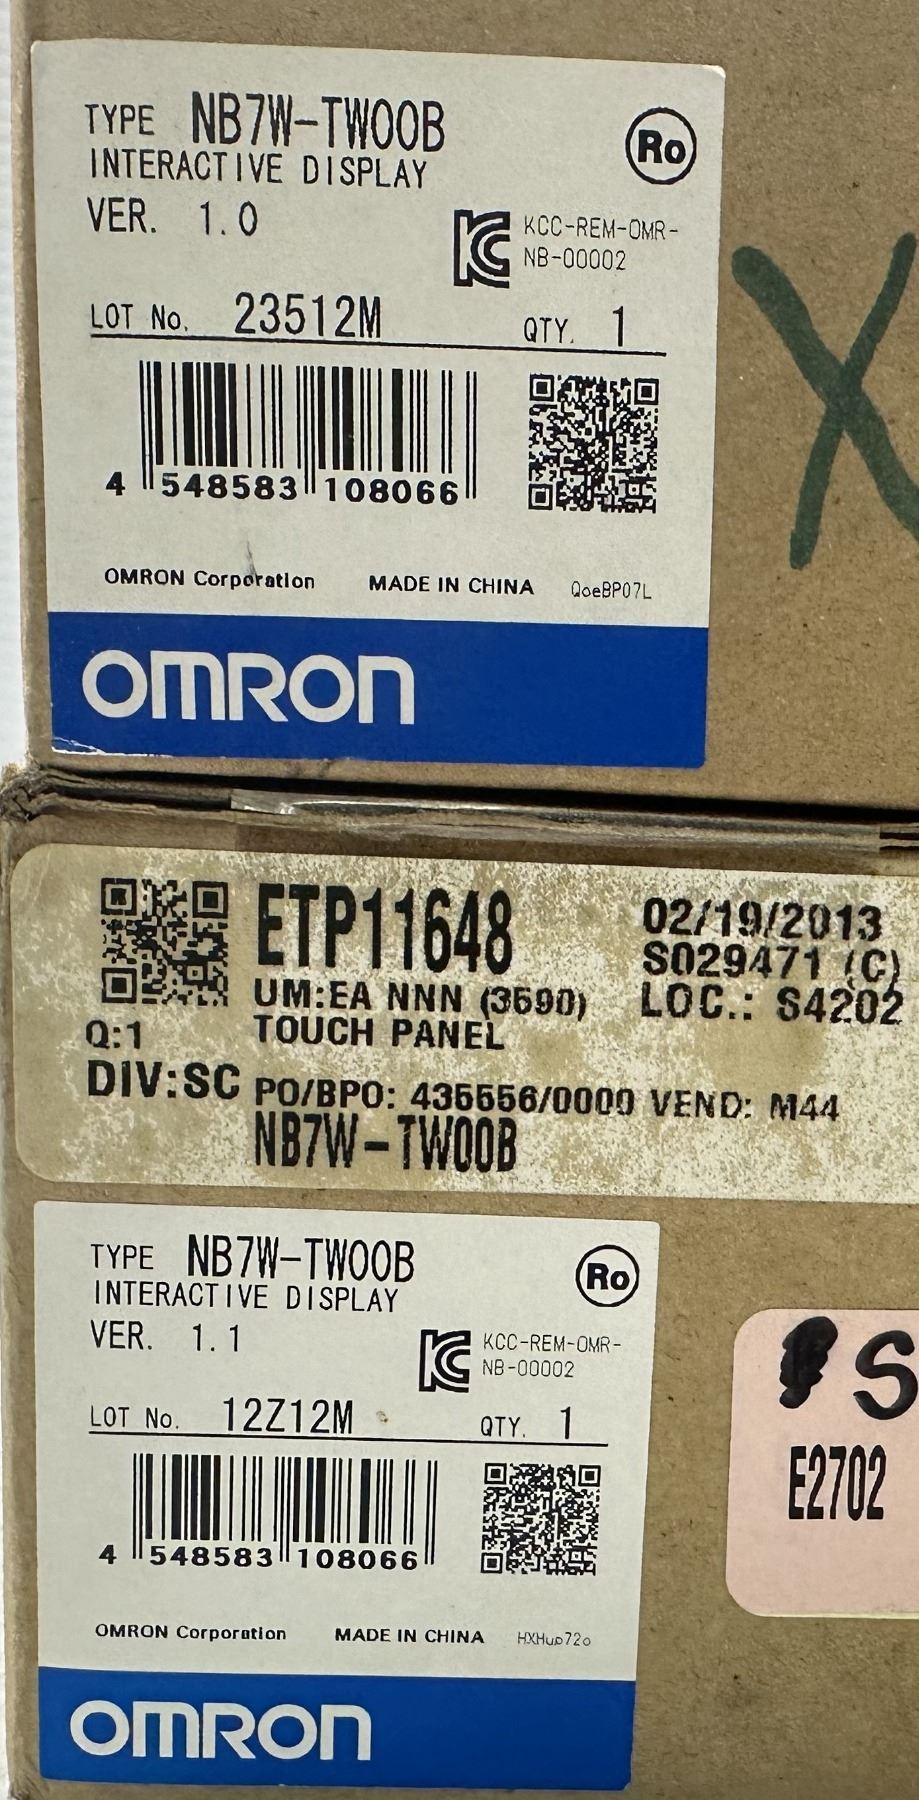 TYPE NB7W-TW00B
INTERACTIVE DISPLAY
VER. 1.0
Ro
KCC-REM-OMR-
NB-00002
LOT No. 23512M QTY. 1
4 548583 108066
OMRON Corporation MADE IN CHINA QoeBP07L
OMRON
X
ETP11648 02/19/2013
S029471 (C)
UM:EA NNN (3690) LOC.: S4202
Q:1 TOUCH PANEL
DIV:SC PO/BPO: 435556/0000 VEND: M44
NB7W-TW00B
TYPE NB7W-TW00B
INTERACTIVE DISPLAY
VER. 1.1
Ro
KCC-REM-OMR-
NB-00002
LOT No. 12Z12M QTY. 1
4 548583 108066
OMRON Corporation MADE IN CHINA HXHup72o
OMRON
S
E2702